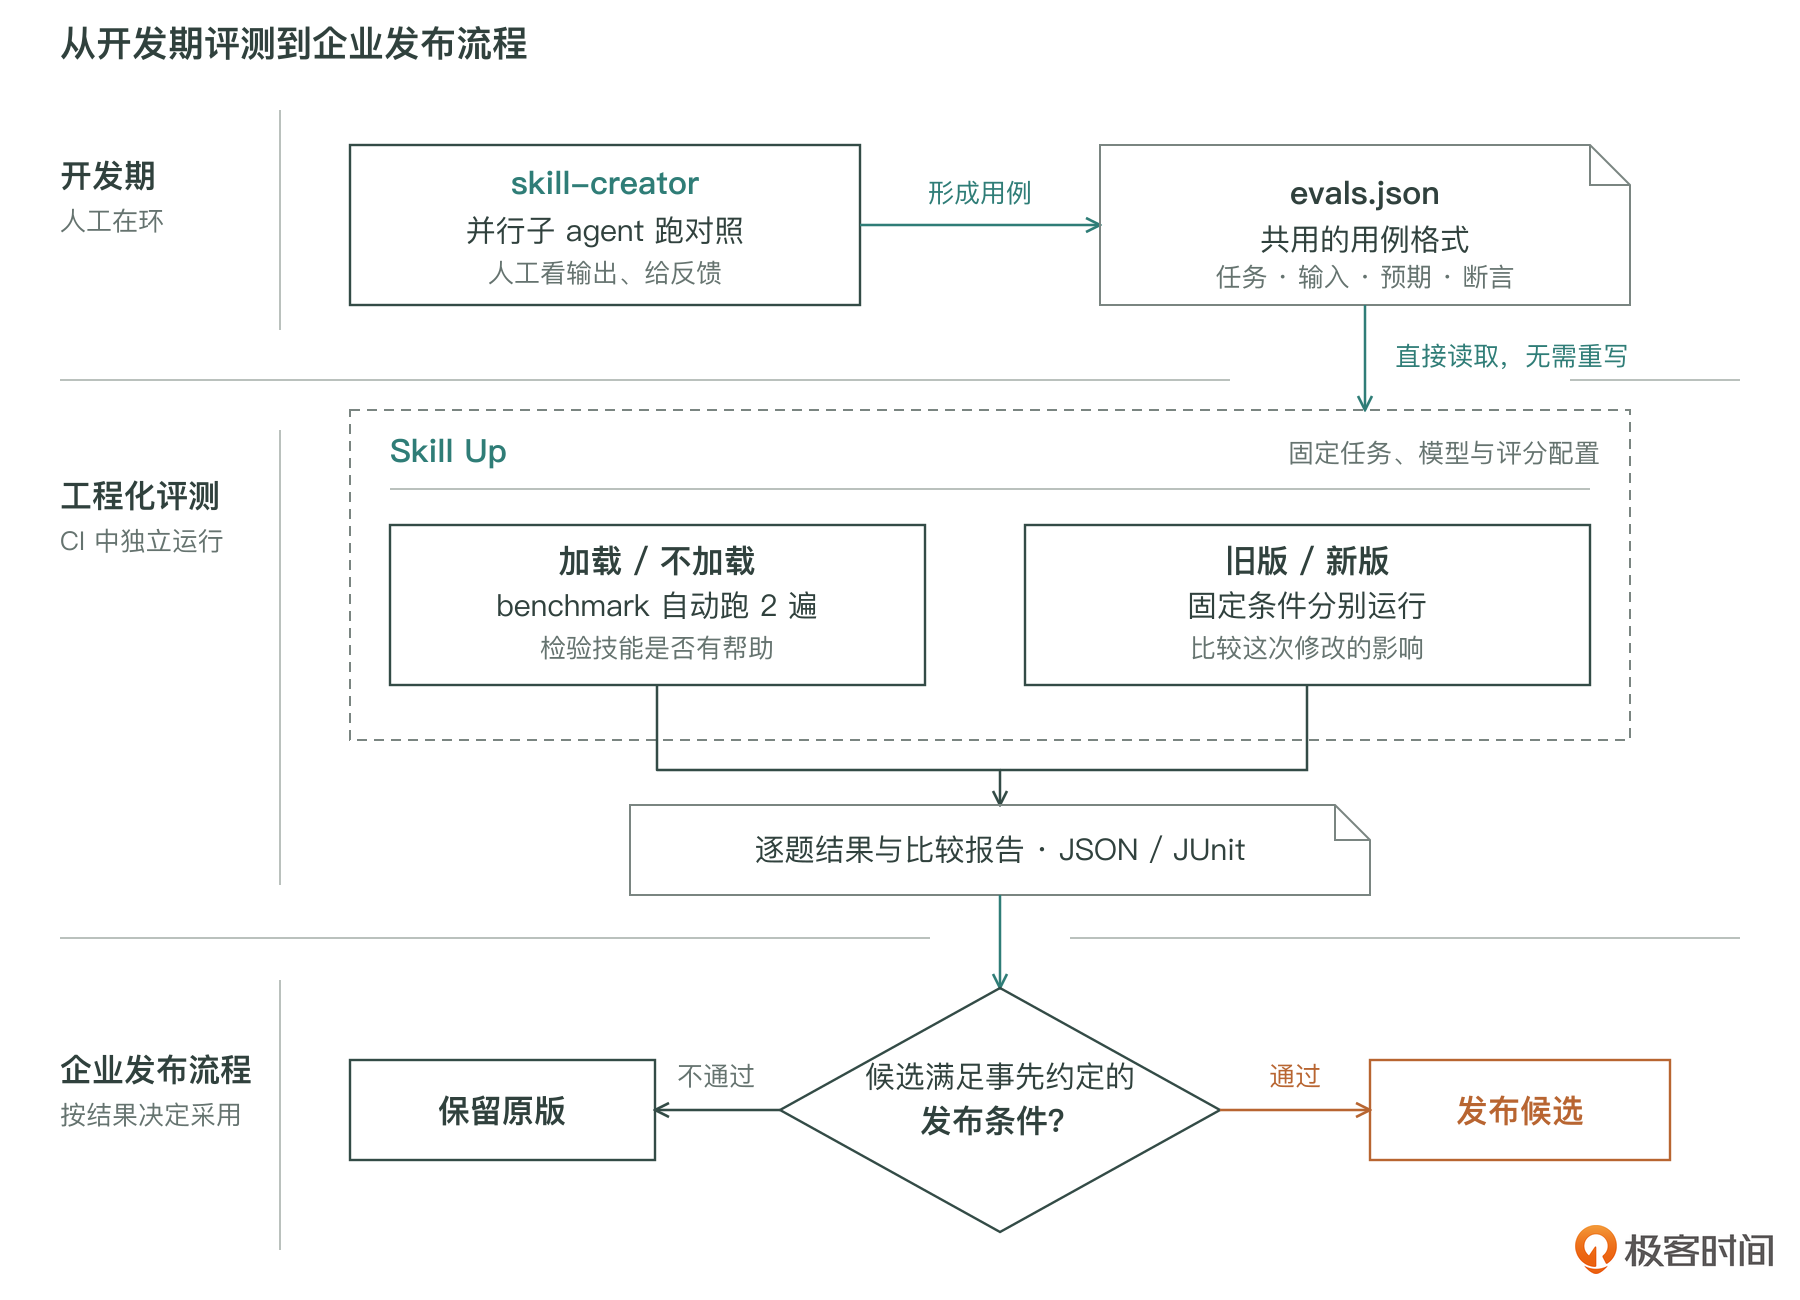 从开发期评测到企业发布流程
开发期
人工在环
skill-creator
并行子 agent 跑对照
人工看输出、给反馈
形成用例
evals.json
共用的用例格式
任务 · 输入 · 预期 · 断言
直接读取，无需重写
工程化评测
CI 中独立运行
Skill Up
固定任务、模型与评分配置
加载 / 不加载
benchmark 自动跑 2 遍
检验技能是否有帮助
旧版 / 新版
固定条件分别运行
比较这次修改的影响
逐题结果与比较报告 · JSON / JUnit
企业发布流程
按结果决定采用
保留原版
不通过
候选满足事先约定的
发布条件?
通过
发布候选
极客时间